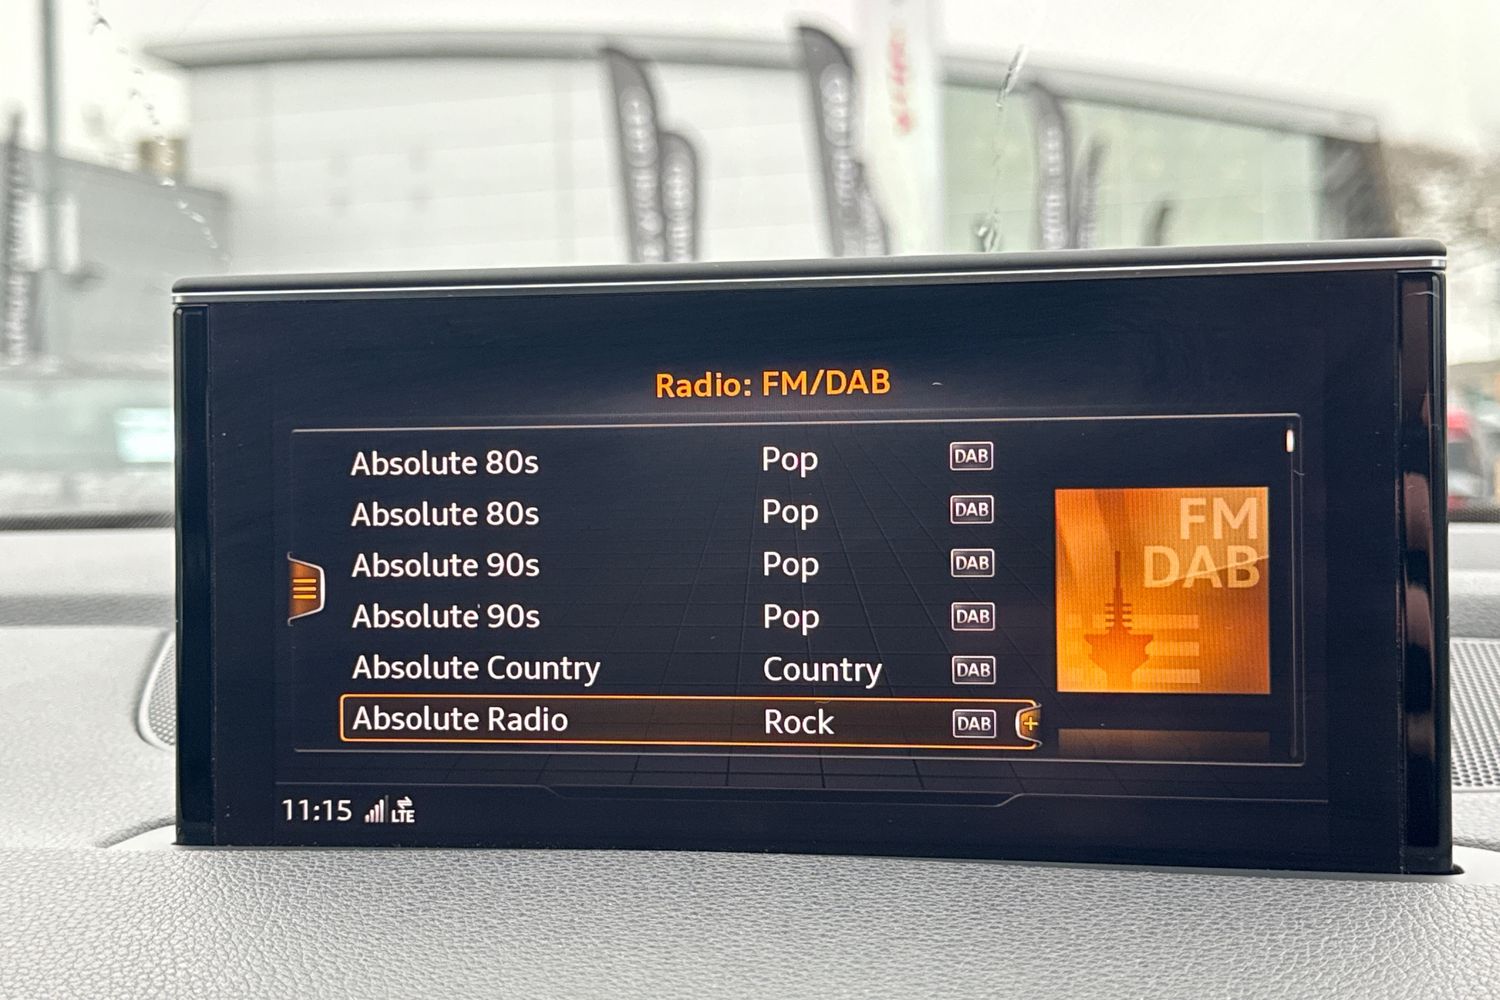 Radio: FM/DAB
Absolute 80s Pop DAB
Absolute 80s Pop DAB
Absolute 90s Pop DAB
Absolute 90s Pop DAB
Absolute Country Country DAB
Absolute Radio Rock DAB +
FM
DAB
11:15 LTE